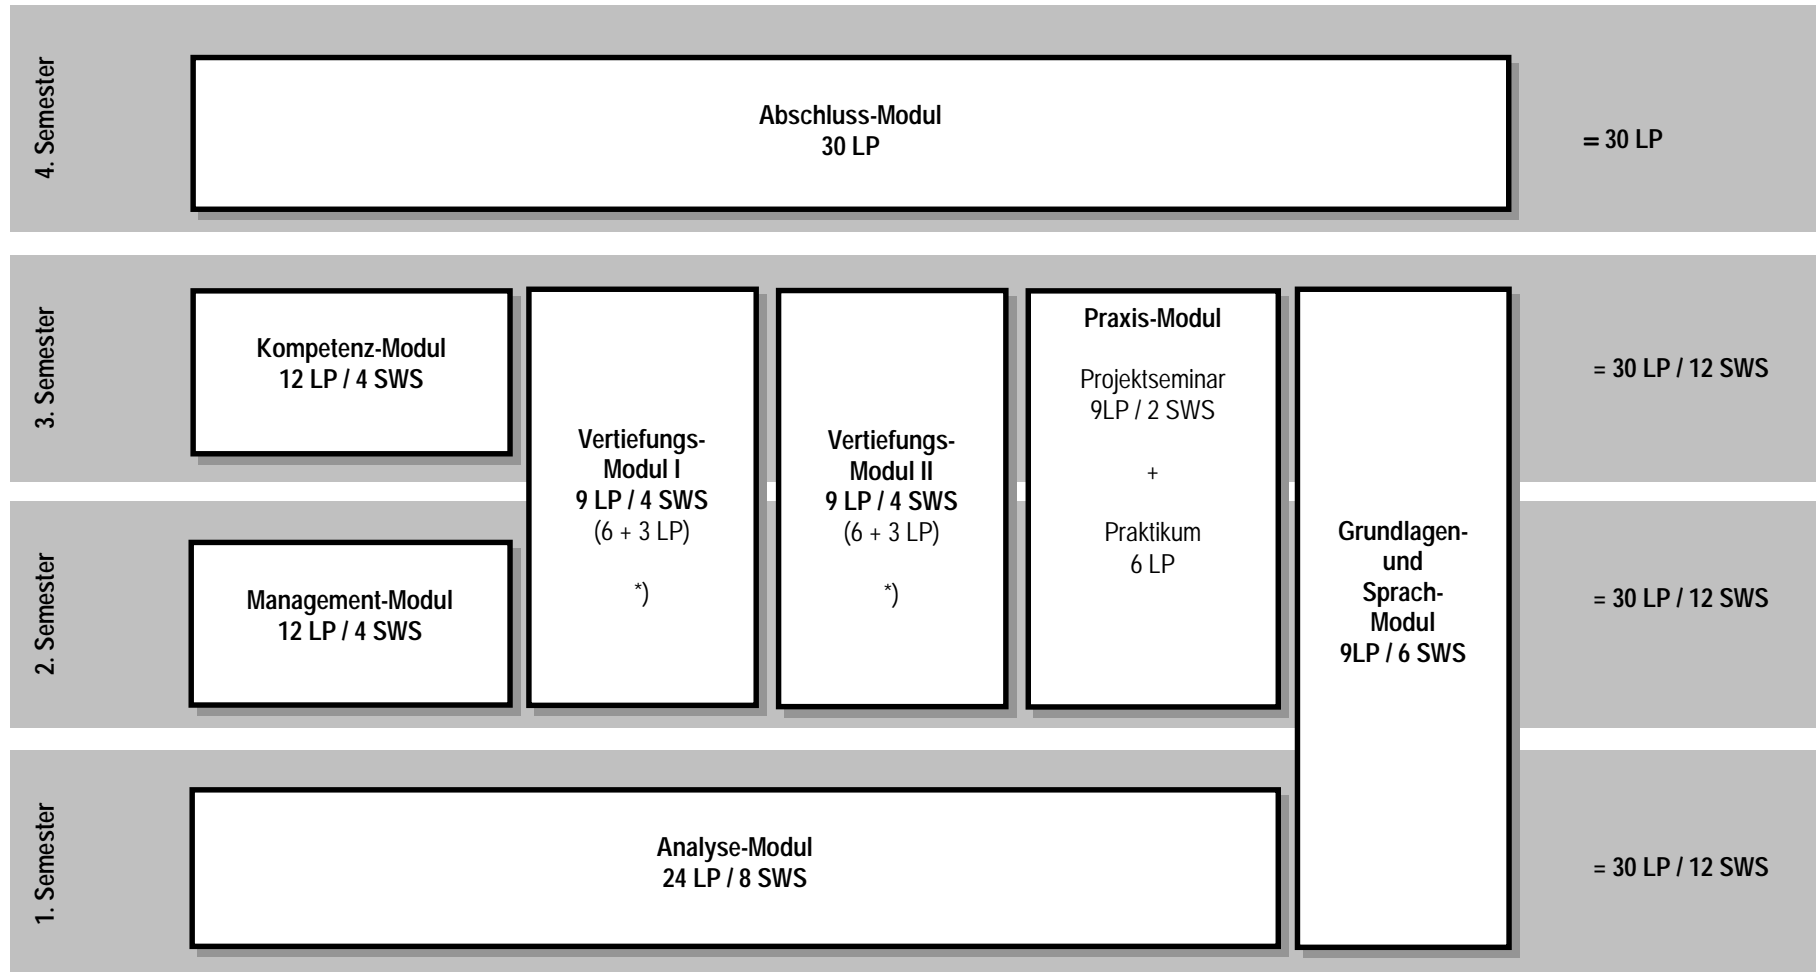 4. Semester
Abschluss-Modul
30 LP
= 30 LP
3. Semester
Kompetenz-Modul
12 LP / 4 SWS
Vertiefungs-
Modul I
9 LP / 4 SWS
(6 + 3 LP)
*)
Vertiefungs-
Modul II
9 LP / 4 SWS
(6 + 3 LP)
*)
Praxis-Modul
Projektseminar
9LP / 2 SWS
+
Praktikum
6 LP
Grundlagen-
und
Sprach-
Modul
9LP / 6 SWS
= 30 LP / 12 SWS
2. Semester
Management-Modul
12 LP / 4 SWS
= 30 LP / 12 SWS
1. Semester
Analyse-Modul
24 LP / 8 SWS
= 30 LP / 12 SWS